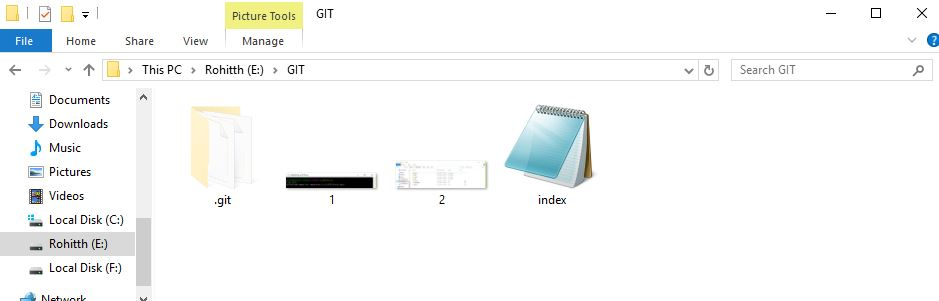 Picture Tools GIT
File Home Share View Manage
This PC Rohitth (E:) GIT Search GIT
Documents
Downloads
Music
Pictures
Videos
Local Disk (C:)
Rohitth (E:)
Local Disk (F:)
Network
.git 1 2 index